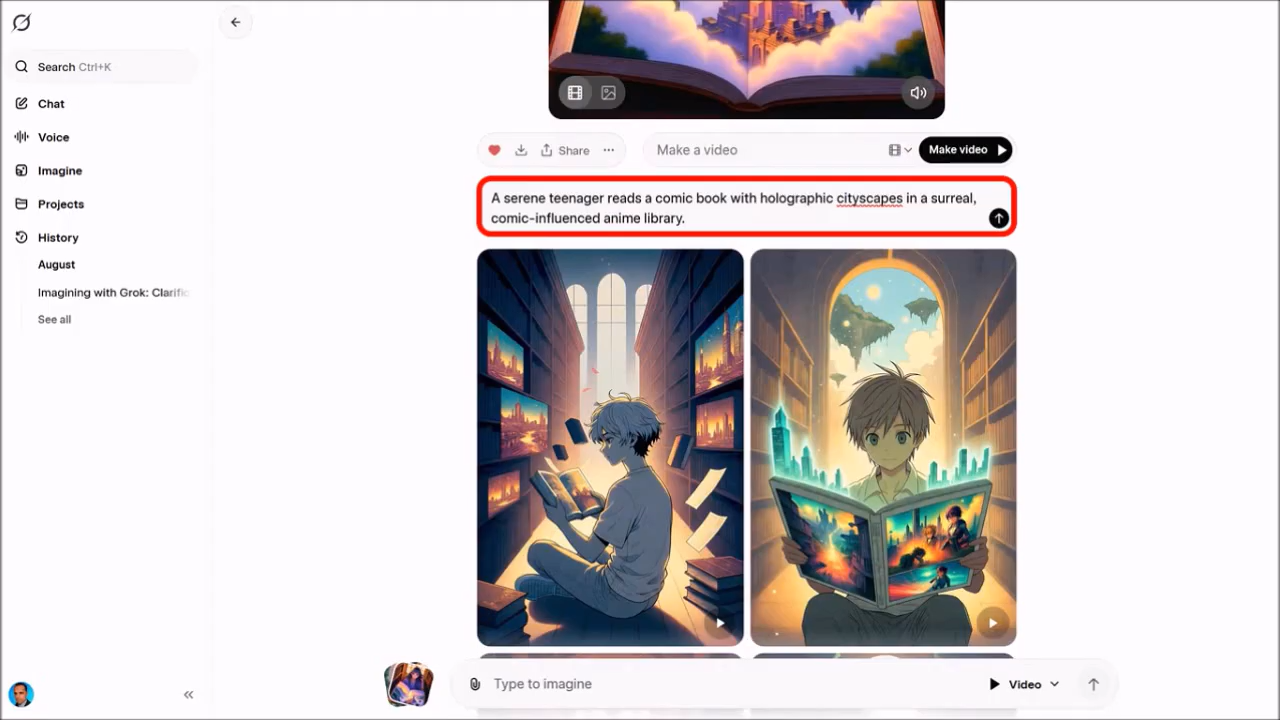 Search Ctrl+K
Chat
Voice
Imagine
Projects
History
August
Imagining with Grok: Clarific
See all
Share
Make a video
Make video
A serene teenager reads a comic book with holographic cityscapes in a surreal,
comic-influenced anime library.
Type to imagine
Video